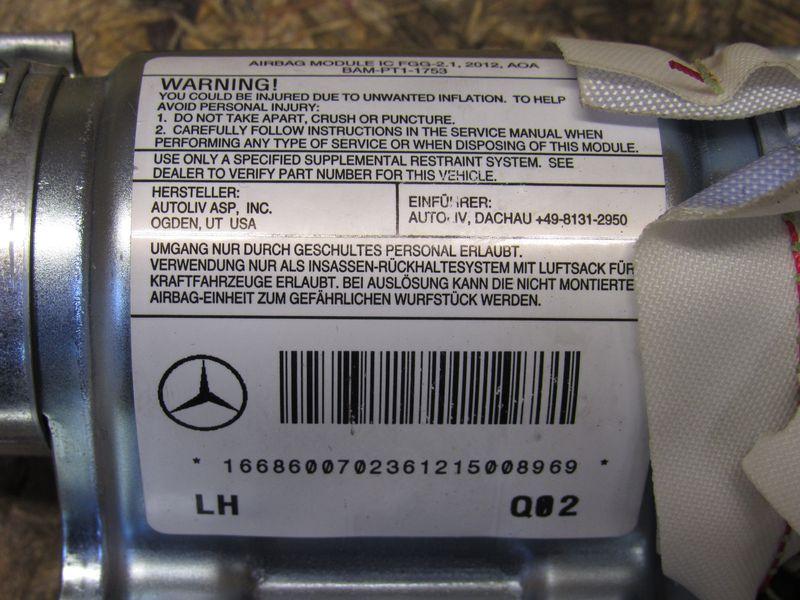 AIRBAG MODULE IC FGG-2.1, 2012, AOA
BAM-PT1-1753
WARNING!
YOU COULD BE INJURED DUE TO UNWANTED INFLATION. TO HELP
AVOID PERSONAL INJURY:
1. DO NOT TAKE APART, CRUSH OR PUNCTURE.
2. CAREFULLY FOLLOW INSTRUCTIONS IN THE SERVICE MANUAL WHEN
PERFORMING ANY TYPE OF SERVICE OR WHEN DISPOSING OF THIS MODULE.
USE ONLY A SPECIFIED SUPPLEMENTAL RESTRAINT SYSTEM. SEE
DEALER TO VERIFY PART NUMBER FOR THIS VEHICLE.
HERSTELLER:
AUTOLIV ASP, INC.
OGDEN, UT USA
EINFÜHRER:
AUTOLIV, DACHAU +49-8131-2950
UMGANG NUR DURCH GESCHULTES PERSONAL ERLAUBT.
VERWENDUNG NUR ALS INSASSEN-RÜCKHALTESYSTEM MIT LUFTSACK FÜR
KRAFTFAHRZEUGE ERLAUBT. BEI AUSLÖSUNG KANN DIE NICHT MONTIERTE
AIRBAG-EINHEIT ZUM GEFÄHRLICHEN WURFSTÜCK WERDEN.
* 1668600702361215008969 *
LH Q02